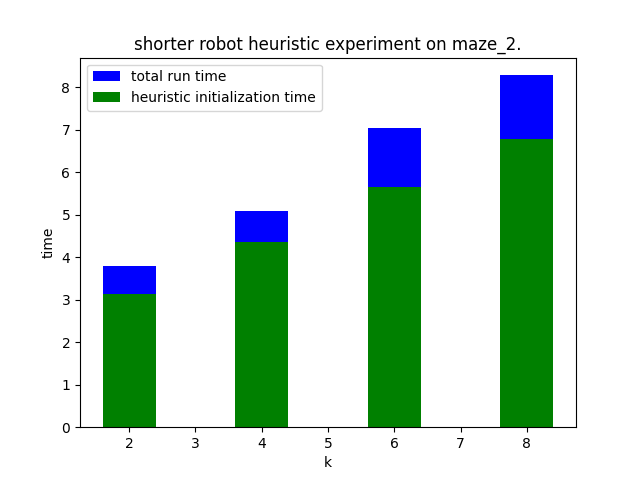 shorter robot heuristic experiment on maze_2.
total run time
heuristic initialization time
8
7
6
5
4
3
2
1
0
time
2 3 4 5 6 7 8
k